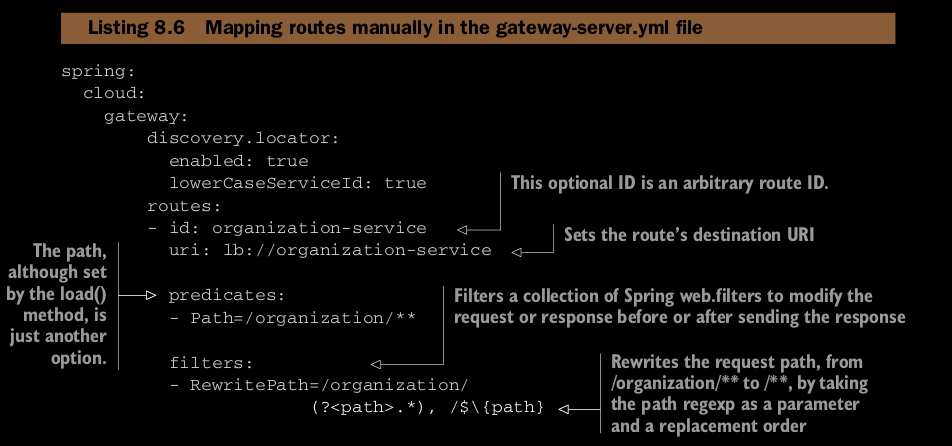 Listing 8.6 Mapping routes manually in the gateway-server.yml file
spring:
cloud:
gateway:
discovery.locator:
enabled: true
lowerCaseServiceId: true
This optional ID is an arbitrary route ID.
routes:
- id: organization-service
Sets the route's destination URI
uri: lb://organization-service
The path,
although set
by the load()
method, is
just another
option.
predicates:
- Path=/organization/**
Filters a collection of Spring web.filters to modify the
request or response before or after sending the response
filters:
- RewritePath=/organization/
(?<path>.*), /$\{path}
Rewrites the request path, from
/organization/** to /**, by taking
the path regexp as a parameter
and a replacement order